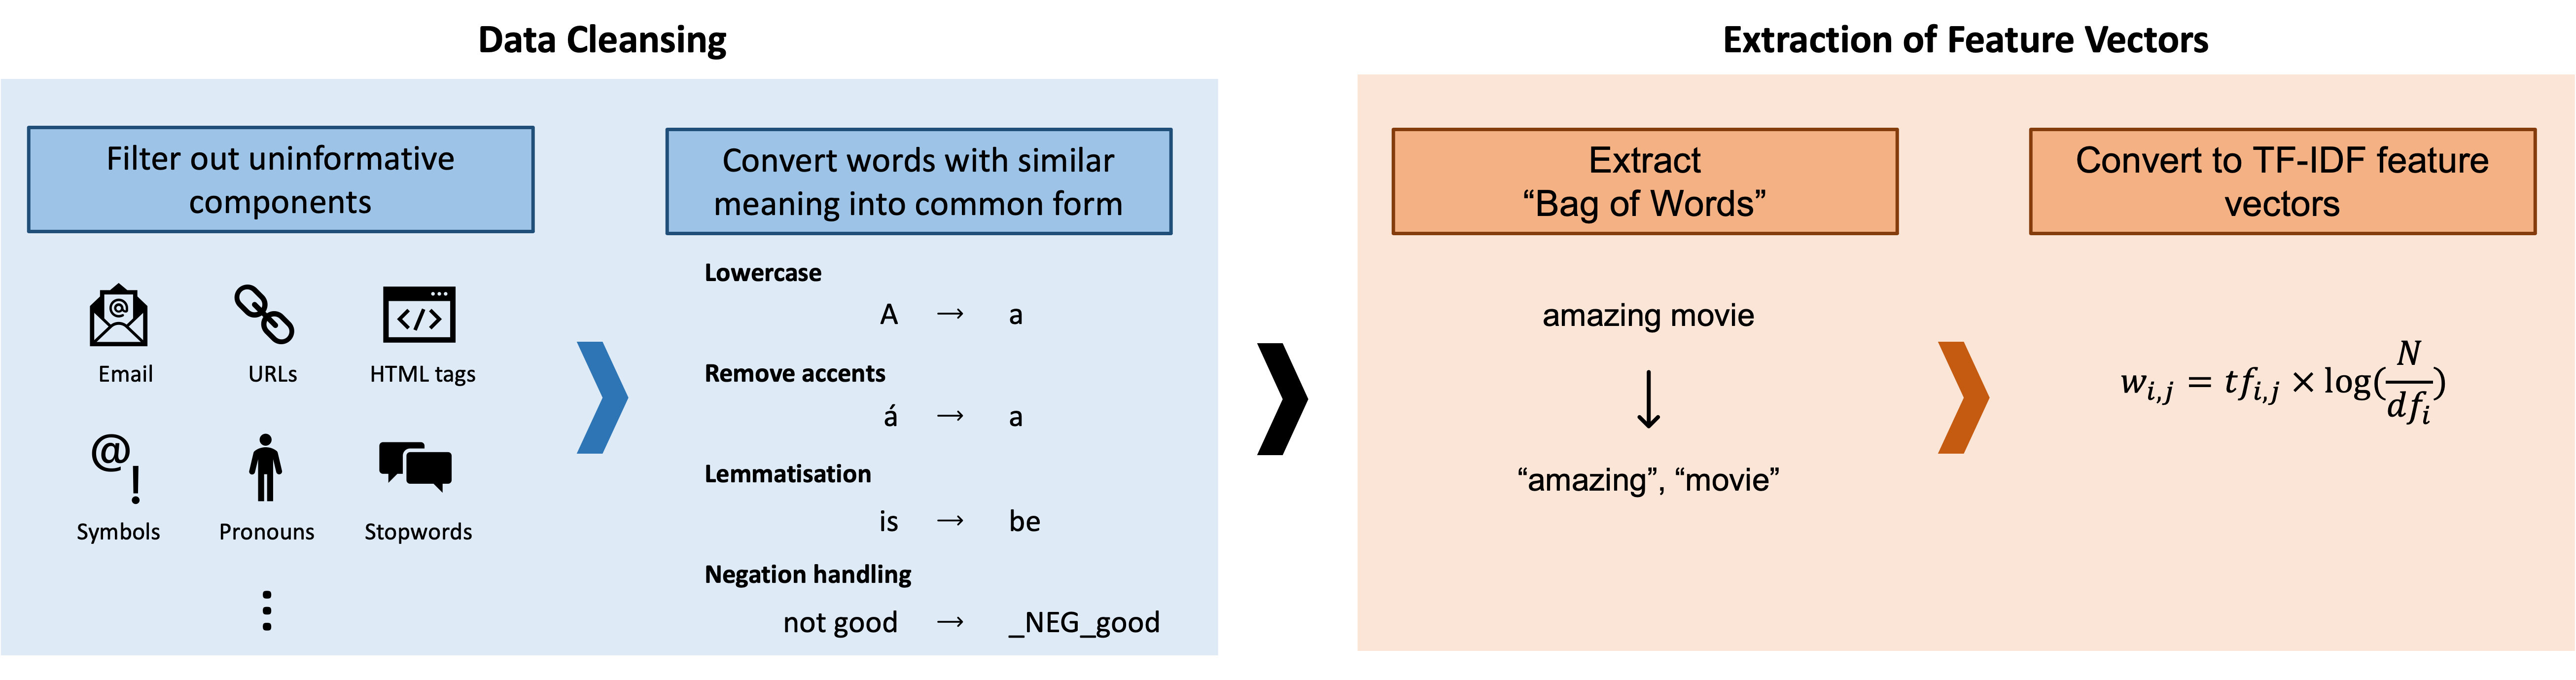 Data Cleansing
Filter out uninformative
components
@
</>
Email
URLs
HTML tags
@
!
Symbols
Pronouns
Stopwords
⋮
Convert words with similar
meaning into common form
Lowercase
A → a
Remove accents
á → a
Lemmatisation
is → be
Negation handling
not good → _NEG_good
Extraction of Feature Vectors
Extract
“Bag of Words”
amazing movie
↓
“amazing”, “movie”
Convert to TF-IDF feature
vectors
w_{i,j} = tf_{i,j} × log(N/df_i)